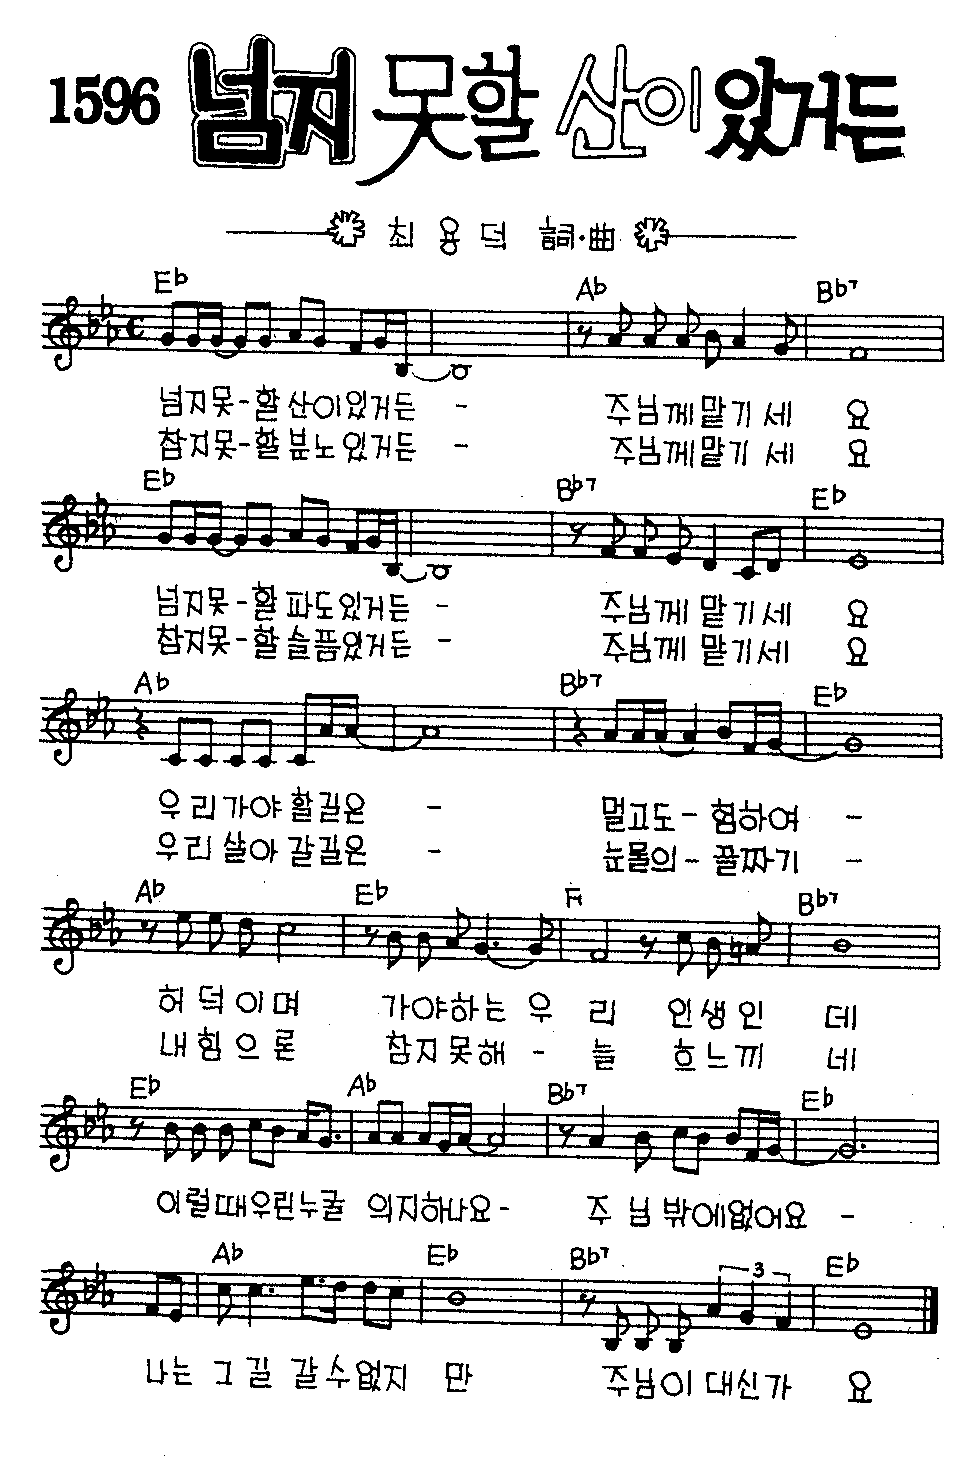 1596 넘지 못할 산이 있거든
최 용 덕 詞·曲
Eb Ab Bb7
넘지못-할 산이있거든 - 주님께맡기세 요
참지못-할 분노있거든 - 주님께맡기 세 요
Eb Bb7 Eb
넘지못-할 파도있거든 - 주님께 맡기세 요
참지못-할 슬픔있거든 - 주님께 맡기세 요
Ab Bb7 Eb
우리가야 할길은 - 멀고도-험하여 -
우리 살아 갈길은 - 눈물의-골짜기 -
Ab Eb F Bb7
허 덕 이며 가야하는 우 리 인생인 데
내 힘으론 참지못해 - 늘 흐느끼 네
Eb Ab Bb7 Eb
이럴때우린누굴 의지하나요- 주 님 밖에없어요 -
Ab Eb Bb7 3 Eb
나는 그 길 갈수없지 만 주님이 대신가 요